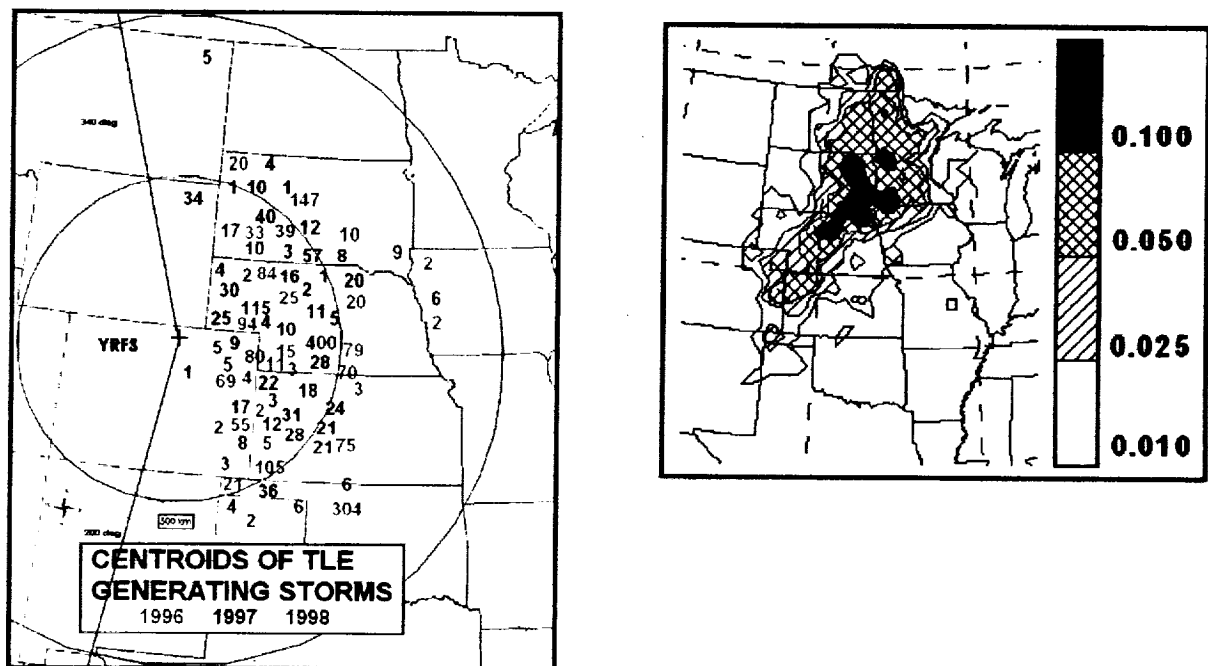 5
340 deg
20 4
34 1 10 1
147
40
17 33 39 12 10
10 3 57 8 9
4 2 84 16 1 20 2
30 25 2 20 6
115 11
25 94 4 10 5 2
YRFS
5 9 80 15 400 79
1 5 11 3 28 70
69 4 22 18 3
3
17 2 31 24
2 55 12 21
8 5 28 21 75
3 105
21 36 6
4 6 304
200 deg 500 km 2
CENTROIDS OF TLE
GENERATING STORMS
1996 1997 1998
0.100
0.050
0.025
0.010